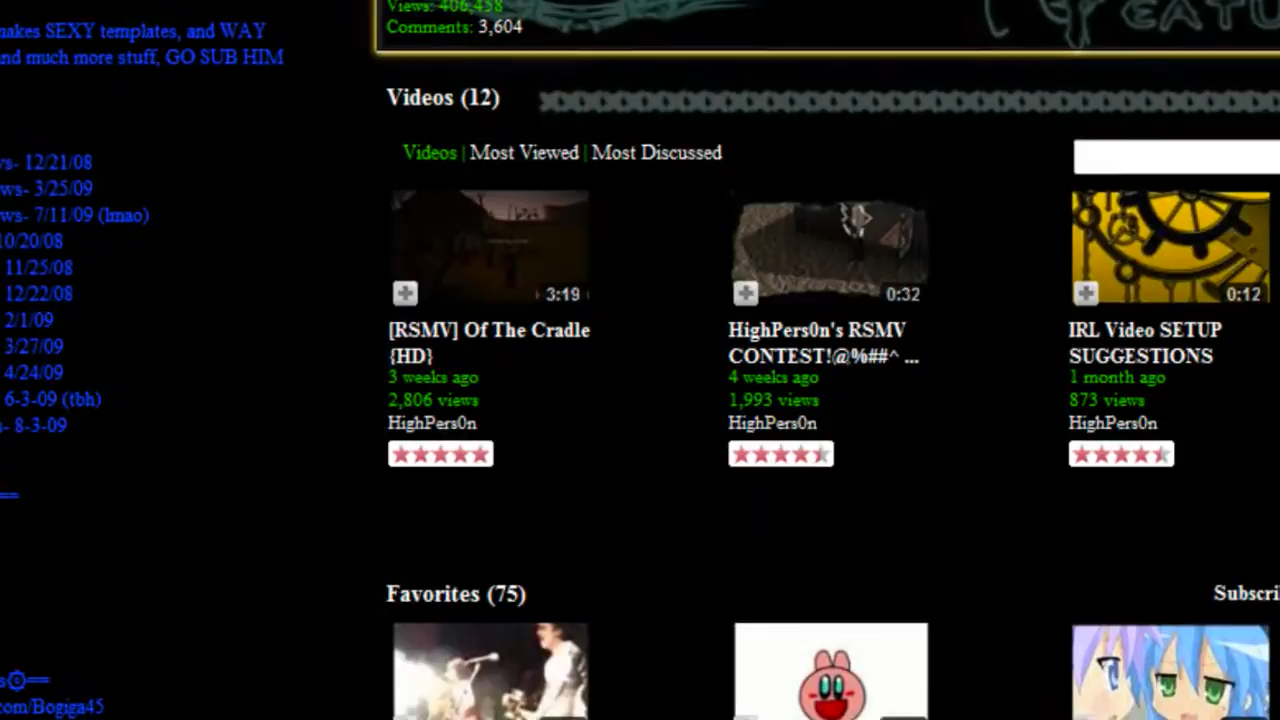 nakes SEXY templates, and WAY
nd much more stuff, GO SUB HIM
ws- 12/21/08
ws- 3/25/09
ws- 7/11/09 (lmao)
10/20/08
11/25/08
12/22/08
2/1/09
3/27/09
4/24/09
6-3-09 (tbh)
s- 8-3-09
com/Bogiga45
Views: 406,458
Comments: 3,604
Videos (12)
Videos | Most Viewed | Most Discussed
3:19
0:32
0:12
[RSMV] Of The Cradle {HD}
3 weeks ago
2,806 views
HighPers0n
HighPers0n's RSMV
CONTEST!@%##^ ...
4 weeks ago
1,993 views
HighPers0n
IRL Video SETUP
SUGGESTIONS
1 month ago
873 views
HighPers0n
Favorites (75)
Subscri